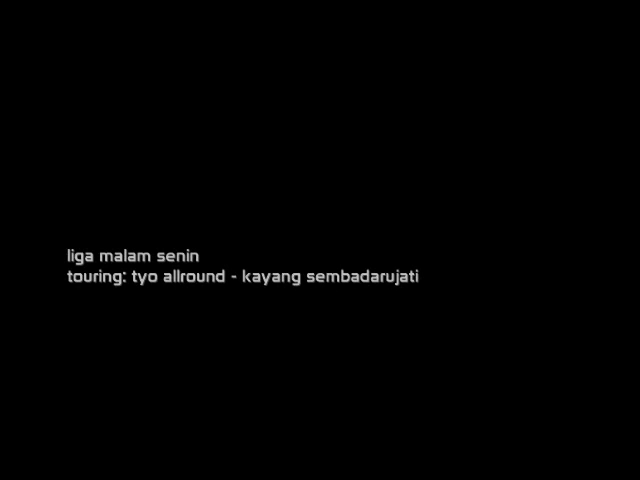 liga malam senin
touring: tyo allround - kayang sembadarujati